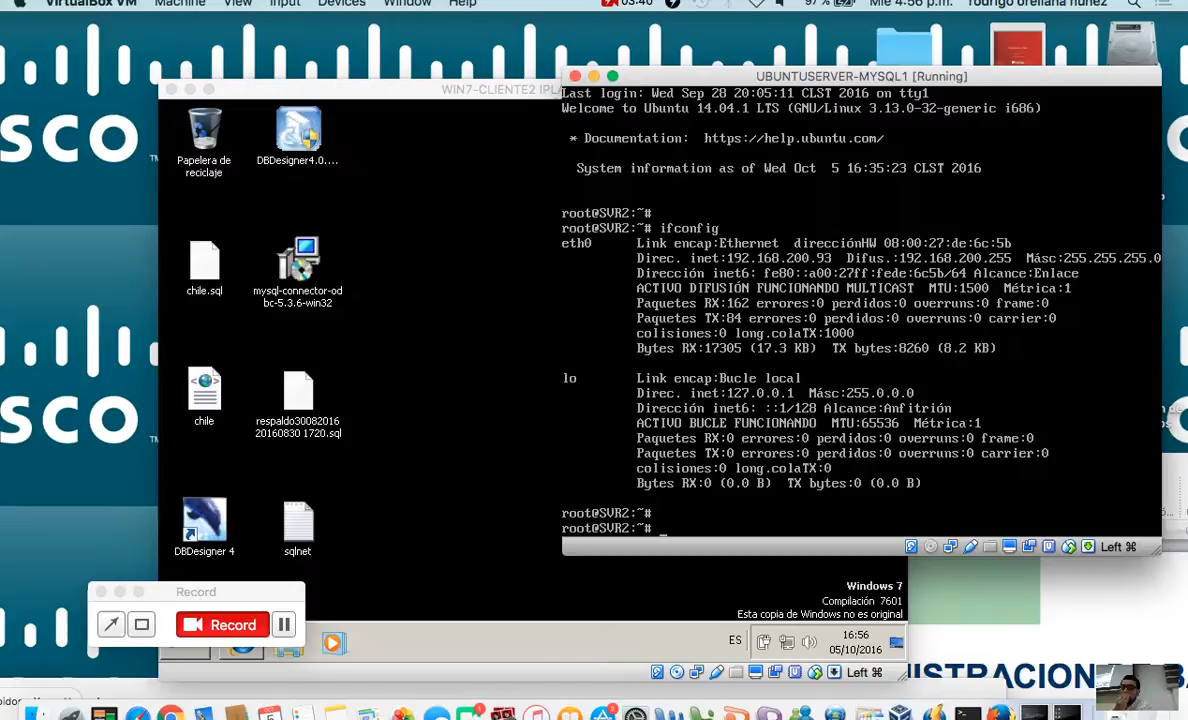 VirtualBox VM Machine View Input Devices Window Help 03:40 97% Mié 4:56 p.m. rodrigo orellana núñez
UBUNTUSERVER-MYSQL1 [Running]
WIN7-CLIENTE2 IPLA
CISCO
Papelera de
reciclaje
DBDesigner4.0....
chile.sql
mysql-connector-od
bc-5.3.6-win32
chile
respaldo30082016
20160830 1720.sql
DBDesigner 4
sqlnet
Last login: Wed Sep 28 20:05:11 CLST 2016 on tty1
Welcome to Ubuntu 14.04.1 LTS (GNU/Linux 3.13.0-32-generic i686)
* Documentation: https://help.ubuntu.com/
System information as of Wed Oct 5 16:35:23 CLST 2016
root@SVR2:~#
root@SVR2:~# ifconfig
eth0 Link encap:Ethernet direcciónHW 08:00:27:de:6c:5b
Direc. inet:192.168.200.93 Difus.:192.168.200.255 Másc:255.255.255.0
Dirección inet6: fe80::a00:27ff:fede:6c5b/64 Alcance:Enlace
ACTIVO DIFUSIÓN FUNCIONANDO MULTICAST MTU:1500 Métrica:1
Paquetes RX:162 errores:0 perdidos:0 overruns:0 frame:0
Paquetes TX:84 errores:0 perdidos:0 overruns:0 carrier:0
colisiones:0 long.colaTX:1000
Bytes RX:17305 (17.3 KB) TX bytes:8260 (8.2 KB)
lo Link encap:Bucle local
Direc. inet:127.0.0.1 Másc:255.0.0.0
Dirección inet6: ::1/128 Alcance:Anfitrión
ACTIVO BUCLE FUNCIONANDO MTU:65536 Métrica:1
Paquetes RX:0 errores:0 perdidos:0 overruns:0 frame:0
Paquetes TX:0 errores:0 perdidos:0 overruns:0 carrier:0
colisiones:0 long.colaTX:0
Bytes RX:0 (0.0 B) TX bytes:0 (0.0 B)
root@SVR2:~#
root@SVR2:~# _
Left ⌘
Windows 7
Compilación 7601
Esta copia de Windows no es original
Record
Record
ES
16:56
05/10/2016
Left ⌘